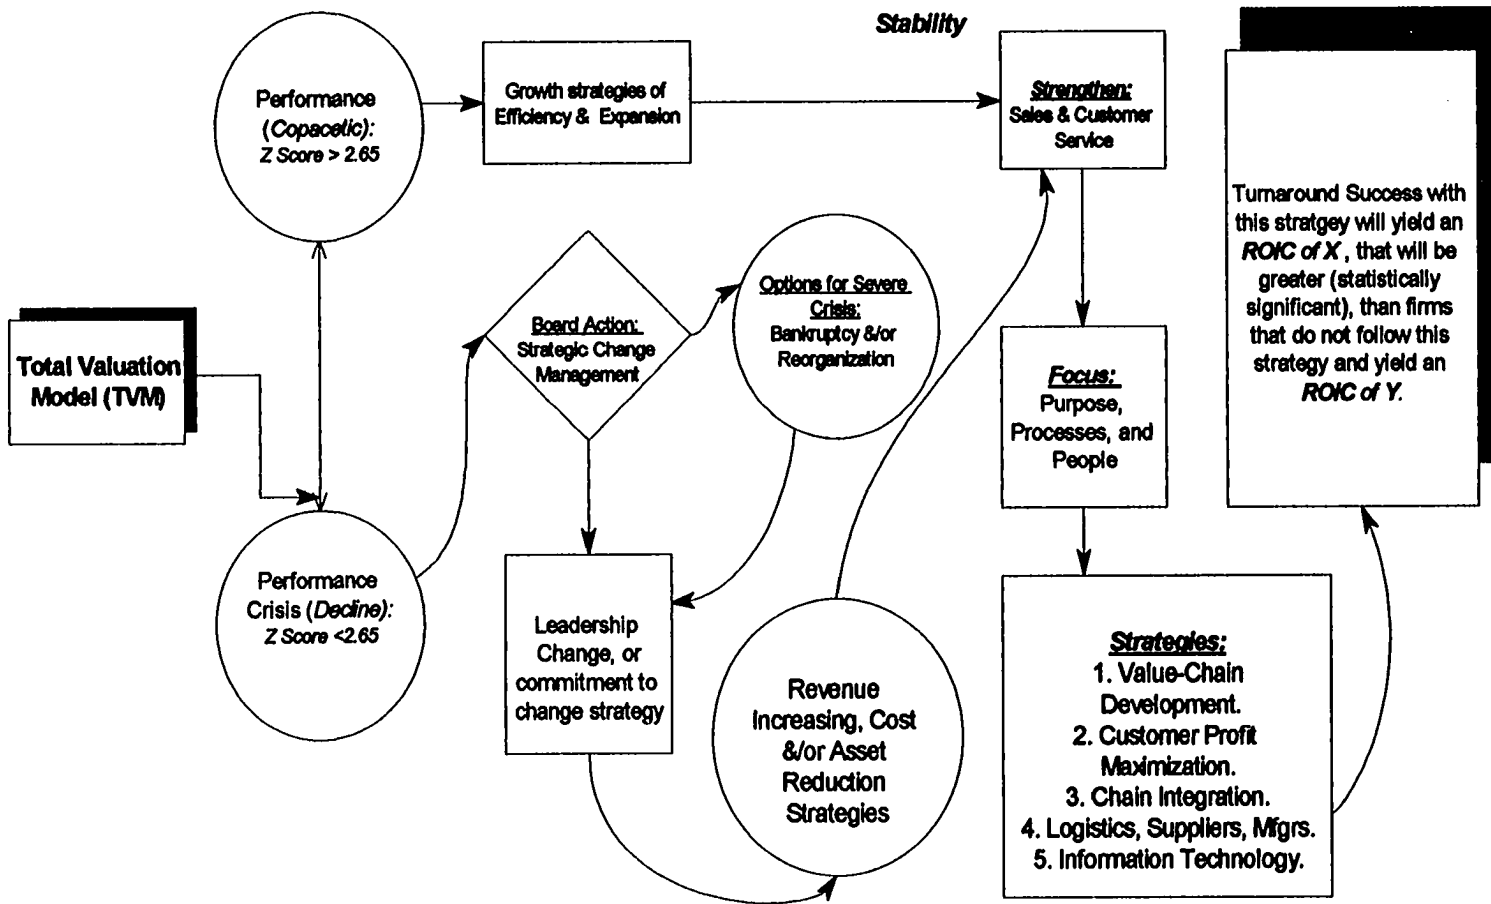 Stability
Performance
(Copacetic):
Z Score > 2.65
Growth strategies of
Efficiency & Expansion
Strengthen:
Sales & Customer
Service
Turnaround Success with
this stratgey will yield an
ROIC of X , that will be
greater (statistically
significant), than firms
that do not follow this
strategy and yield an
ROIC of Y.
Total Valuation
Model (TVM)
Board Action:
Strategic Change
Management
Options for Severe
Crisis:
Bankruptcy &/or
Reorganization
Focus:
Purpose,
Processes, and
People
Performance
Crisis (Decline):
Z Score <2.65
Leadership
Change, or
commitment to
change strategy
Revenue
Increasing, Cost
&/or Asset
Reduction
Strategies
Strategies:
1. Value-Chain
Development.
2. Customer Profit
Maximization.
3. Chain Integration.
4. Logistics, Suppliers, Mfgrs.
5. Information Technology.